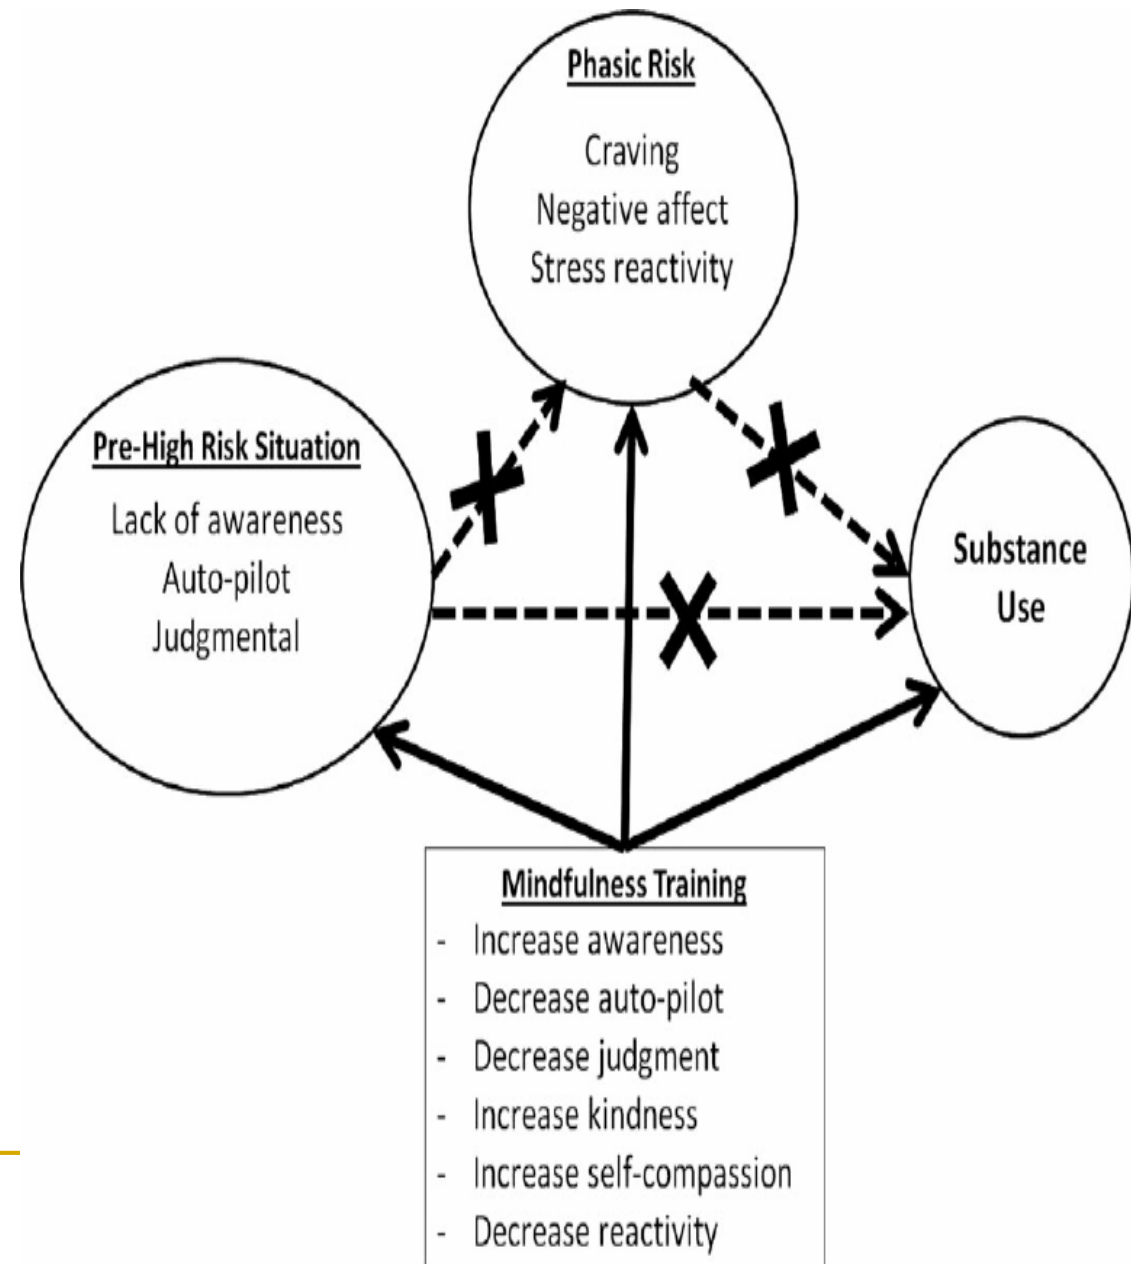 Phasic Risk
Craving
Negative affect
Stress reactivity
Pre-High Risk Situation
Lack of awareness
Auto-pilot
Judgmental
Substance
Use
Mindfulness Training
- Increase awareness
- Decrease auto-pilot
- Decrease judgment
- Increase kindness
- Increase self-compassion
- Decrease reactivity